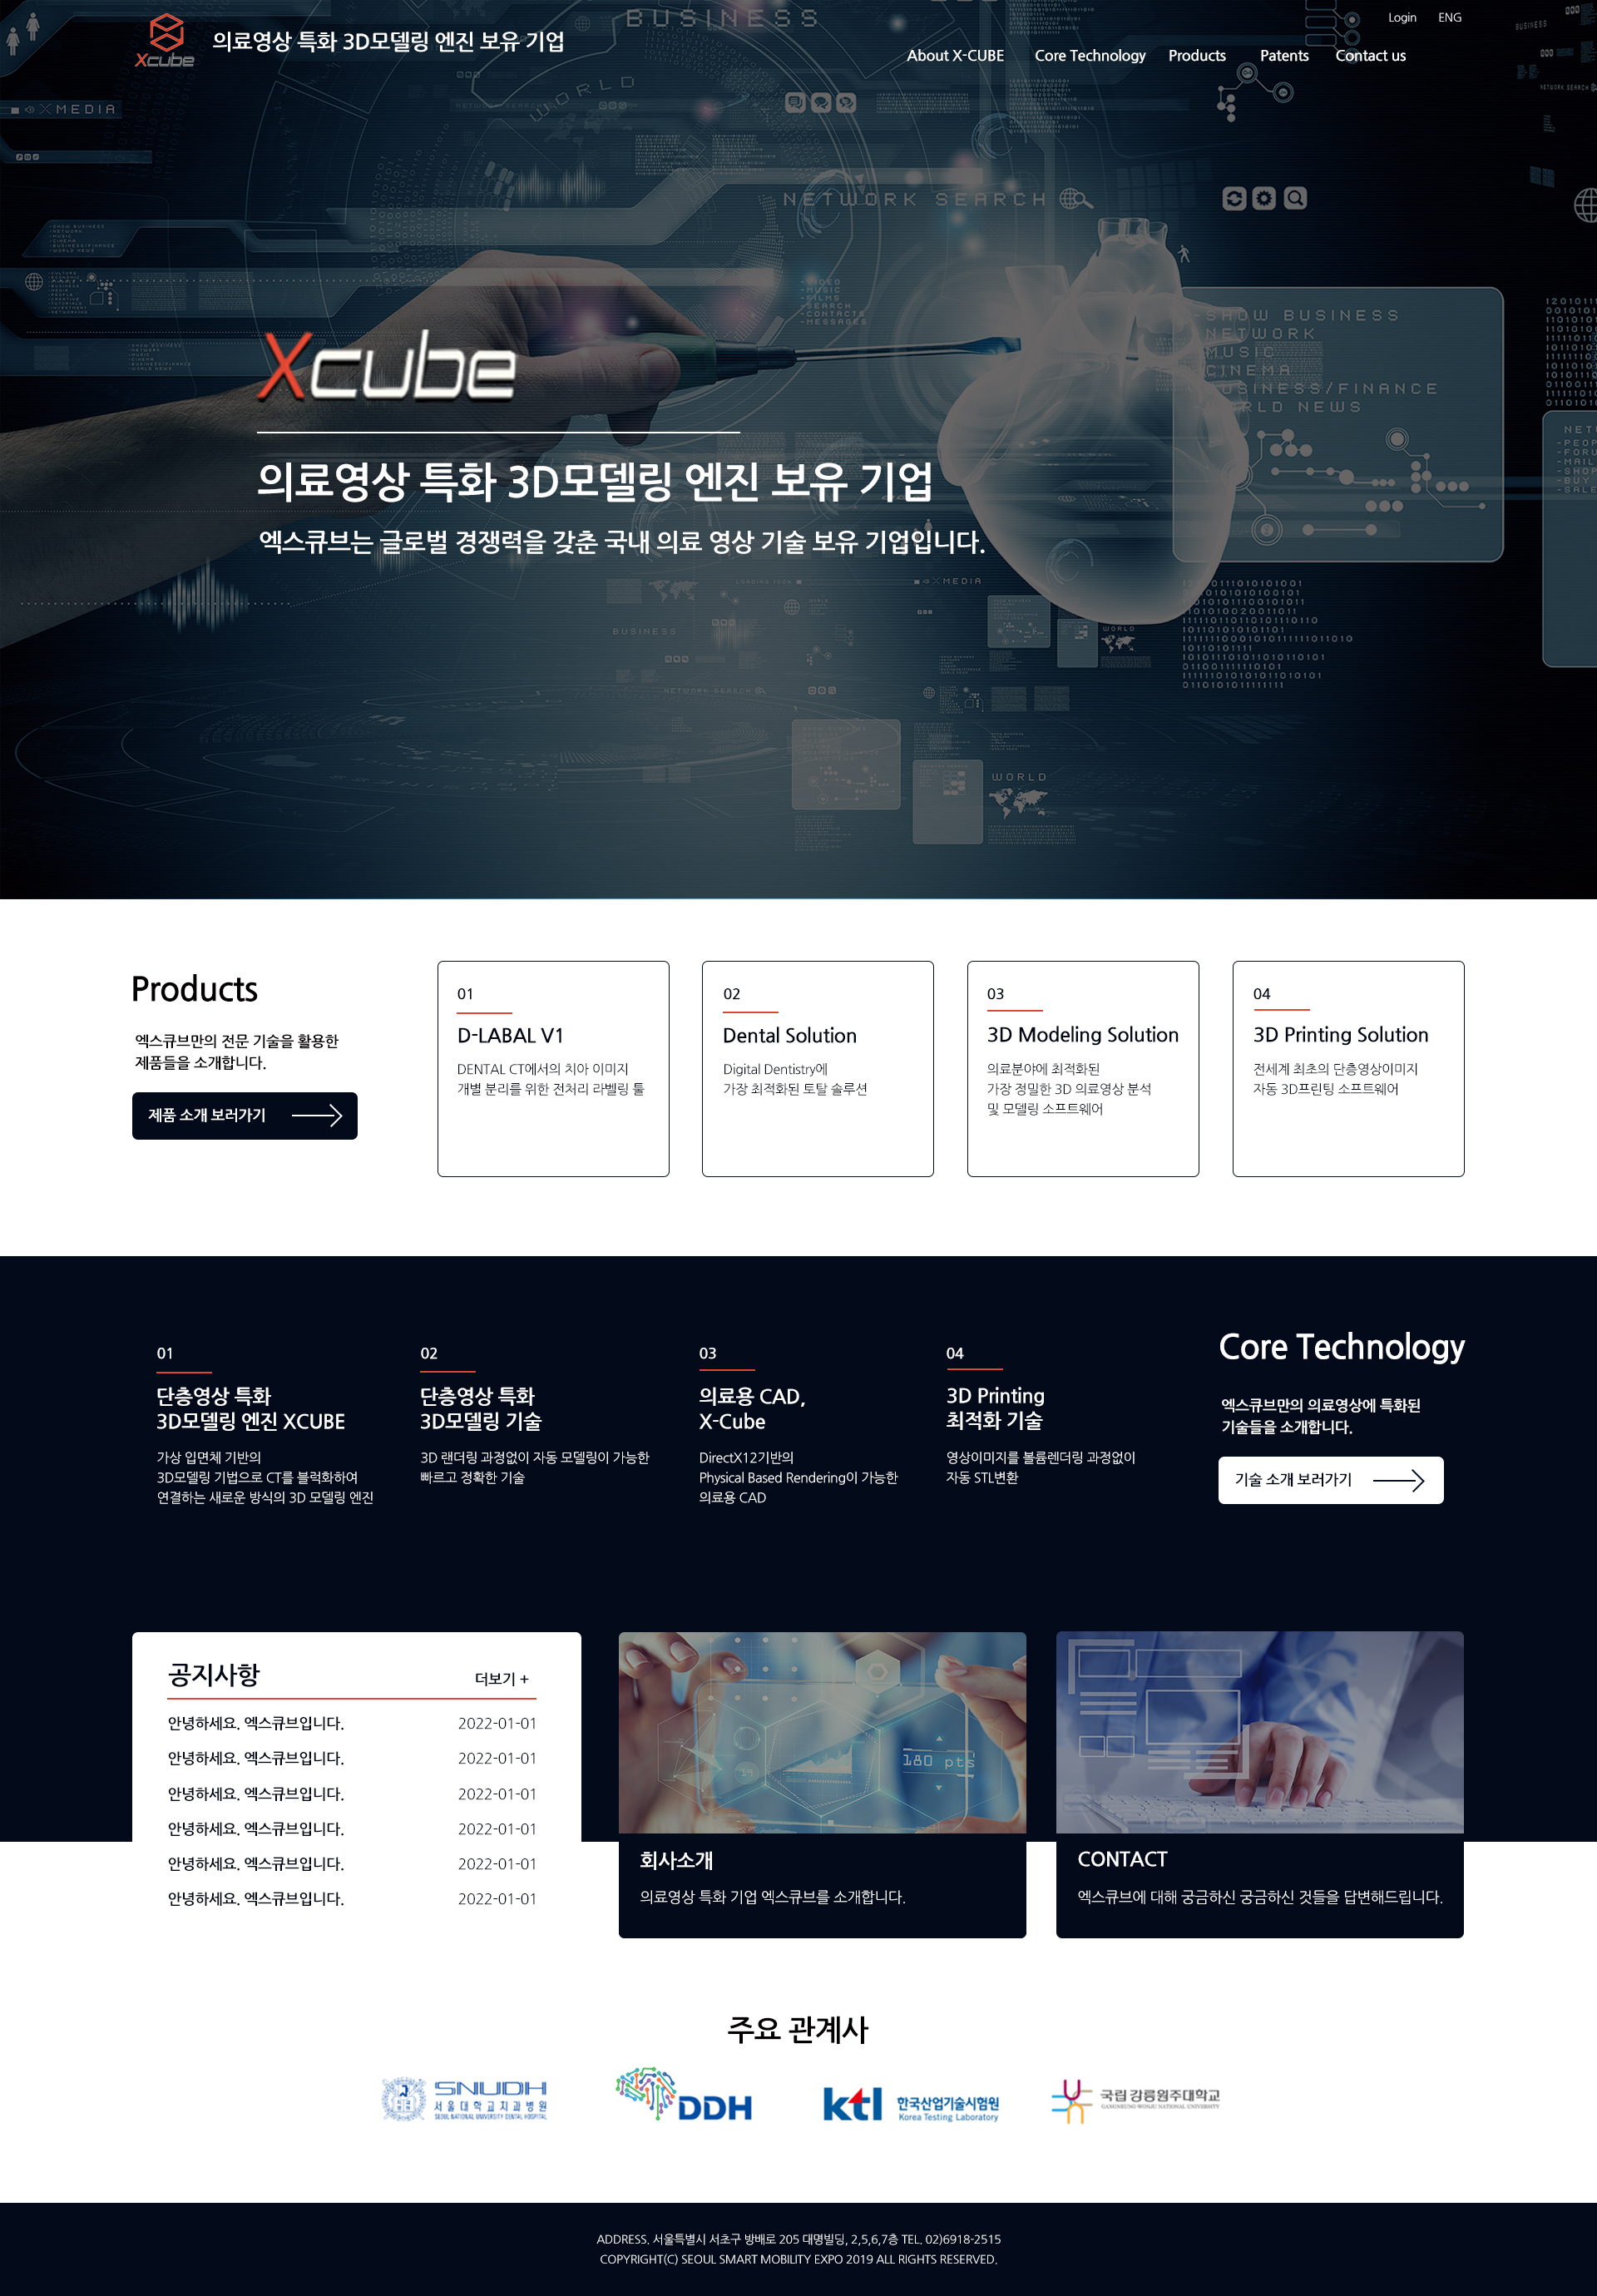 Login ENG
Xcube
의료영상 특화 3D모델링 엔진 보유 기업
About X-CUBE Core Technology Products Patents Contact us
BUSINESS
WORLD
MEDIA
NETWORK SEARCH
-SHOW BUSINESS
-NETWORK
-MUSIC
-CINEMA
-BUSINESS/FINANCE
-WORLD NEWS
Xcube
의료영상 특화 3D모델링 엔진 보유 기업
엑스큐브는 글로벌 경쟁력을 갖춘 국내 의료 영상 기술 보유 기업입니다.
MEDIA
BUSINESS
WORLD
NETWORK SEARCH
WORLD
Products
엑스큐브만의 전문 기술을 활용한
제품들을 소개합니다.
제품 소개 보러가기
01
D-LABAL V1
DENTAL CT에서의 치아 이미지
개별 분리를 위한 전처리 라벨링 툴
02
Dental Solution
Digital Dentistry에
가장 최적화된 토탈 솔루션
03
3D Modeling Solution
의료분야에 최적화된
가장 정밀한 3D 의료영상 분석
및 모델링 소프트웨어
04
3D Printing Solution
전세계 최초의 단층영상이미지
자동 3D프린팅 소프트웨어
01
단층영상 특화
3D모델링 엔진 XCUBE
가상 입면체 기반의
3D모델링 기법으로 CT를 블럭화하여
연결하는 새로운 방식의 3D 모델링 엔진
02
단층영상 특화
3D모델링 기술
3D 랜더링 과정없이 자동 모델링이 가능한
빠르고 정확한 기술
03
의료용 CAD,
X-Cube
DirectX12기반의
Physical Based Rendering이 가능한
의료용 CAD
04
3D Printing
최적화 기술
영상이미지를 볼륨렌더링 과정없이
자동 STL변환
Core Technology
엑스큐브만의 의료영상에 특화된
기술들을 소개합니다.
기술 소개 보러가기
공지사항 더보기 +
안녕하세요. 엑스큐브입니다. 2022-01-01
안녕하세요. 엑스큐브입니다. 2022-01-01
안녕하세요. 엑스큐브입니다. 2022-01-01
안녕하세요. 엑스큐브입니다. 2022-01-01
안녕하세요. 엑스큐브입니다. 2022-01-01
안녕하세요. 엑스큐브입니다. 2022-01-01
180 pts
회사소개
의료영상 특화 기업 엑스큐브를 소개합니다.
CONTACT
엑스큐브에 대해 궁금하신 궁금하신 것들을 답변해드립니다.
주요 관계사
SNUDH
서울대학교치과병원
SEOUL NATIONAL UNIVERSITY DENTAL HOSPITAL
DDH
ktl
한국산업기술시험원
Korea Testing Laboratory
국립강릉원주대학교
GANGNEUNG-WONJU NATIONAL UNIVERSITY
ADDRESS. 서울특별시 서초구 방배로 205 대명빌딩, 2,5,6,7층 TEL. 02)6918-2515
COPYRIGHT(C) SEOUL SMART MOBILITY EXPO 2019 ALL RIGHTS RESERVED.